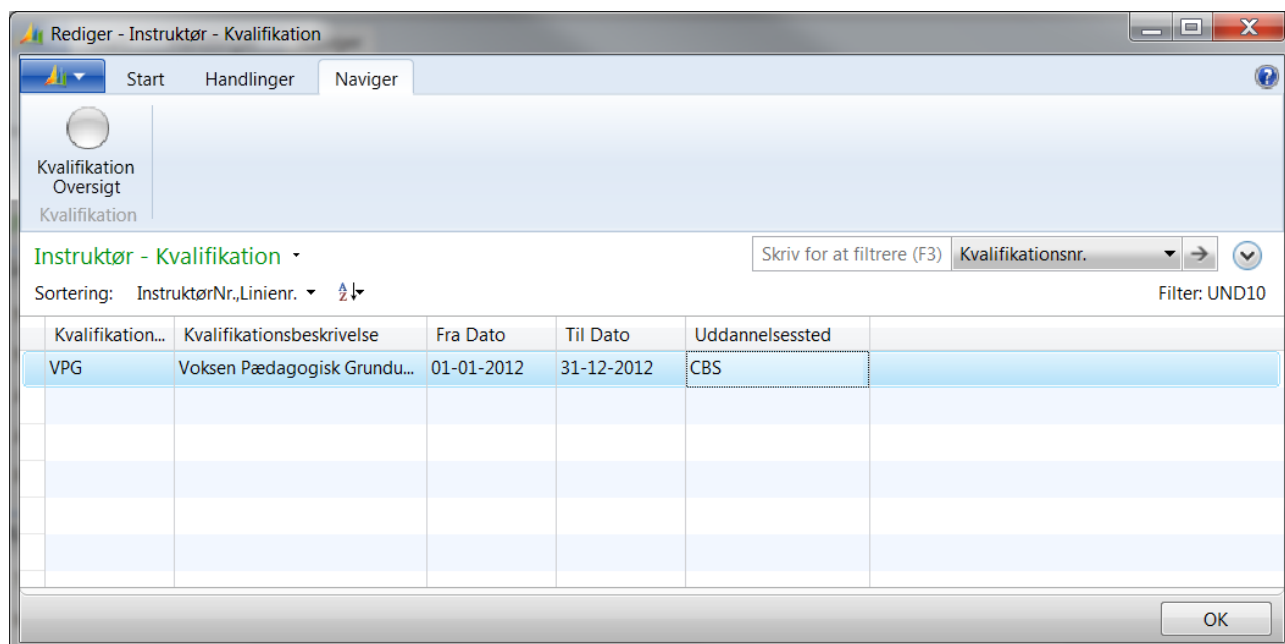 Rediger - Instruktør - Kvalifikation
Start Handlinger Naviger
Kvalifikation
Oversigt
Kvalifikation
Instruktør - Kvalifikation
Skriv for at filtrere (F3) Kvalifikationsnr.
Sortering: InstruktørNr.,Linienr. Filter: UND10
Kvalifikation... Kvalifikationsbeskrivelse Fra Dato Til Dato Uddannelsessted
VPG Voksen Pædagogisk Grundu... 01-01-2012 31-12-2012 CBS
OK